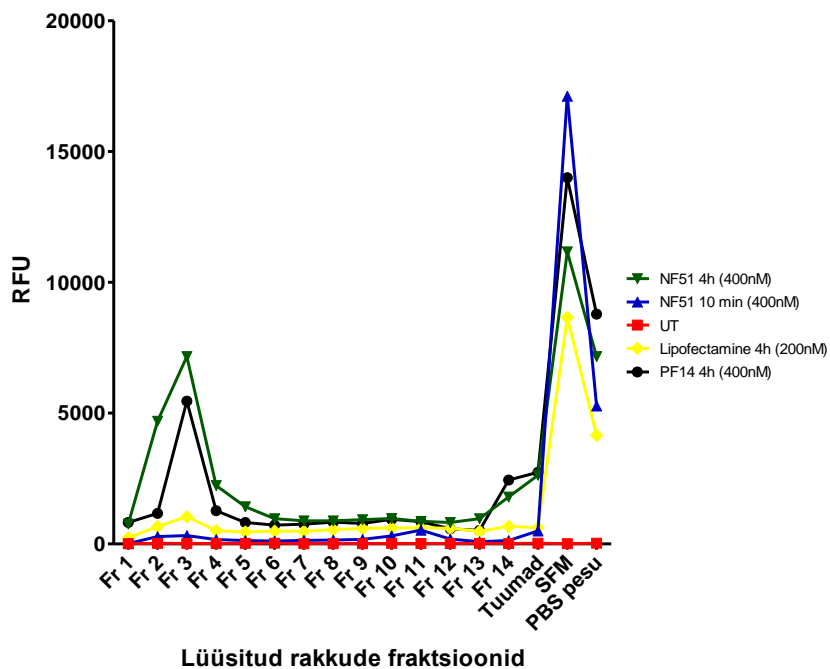 20000
15000
10000
5000
0
RFU
Fr 1
Fr 2
Fr 3
Fr 4
Fr 5
Fr 6
Fr 7
Fr 8
Fr 9
Fr 10
Fr 11
Fr 12
Fr 13
Fr 14
Tuumad
SFM
PBS pesu
Lüüsitud rakkude fraktsioonid
NF51 4h (400nM)
NF51 10 min (400nM)
UT
Lipofectamine 4h (200nM)
PF14 4h (400nM)